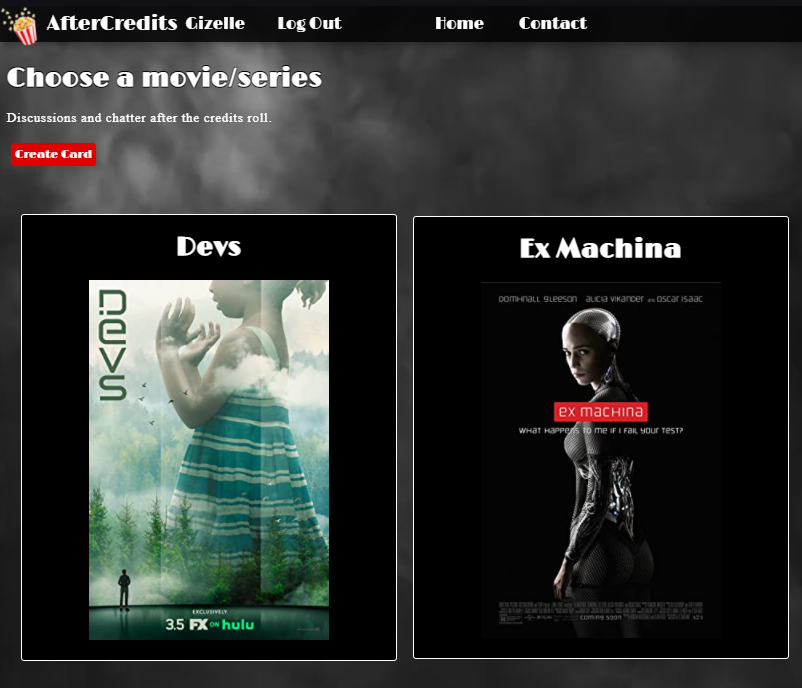 AfterCredits Gizelle Log Out Home Contact
Choose a movie/series
Discussions and chatter after the credits roll.
Create Card
Devs
DEVS
EXCLUSIVELY
3.5 FX ON hulu
Ex Machina
DOMHNALL GLEESON ALICIA VIKANDER AND OSCAR ISAAC
EX MACHINA
WHAT HAPPENS TO ME IF I FAIL YOUR TEST?
COMING SOON